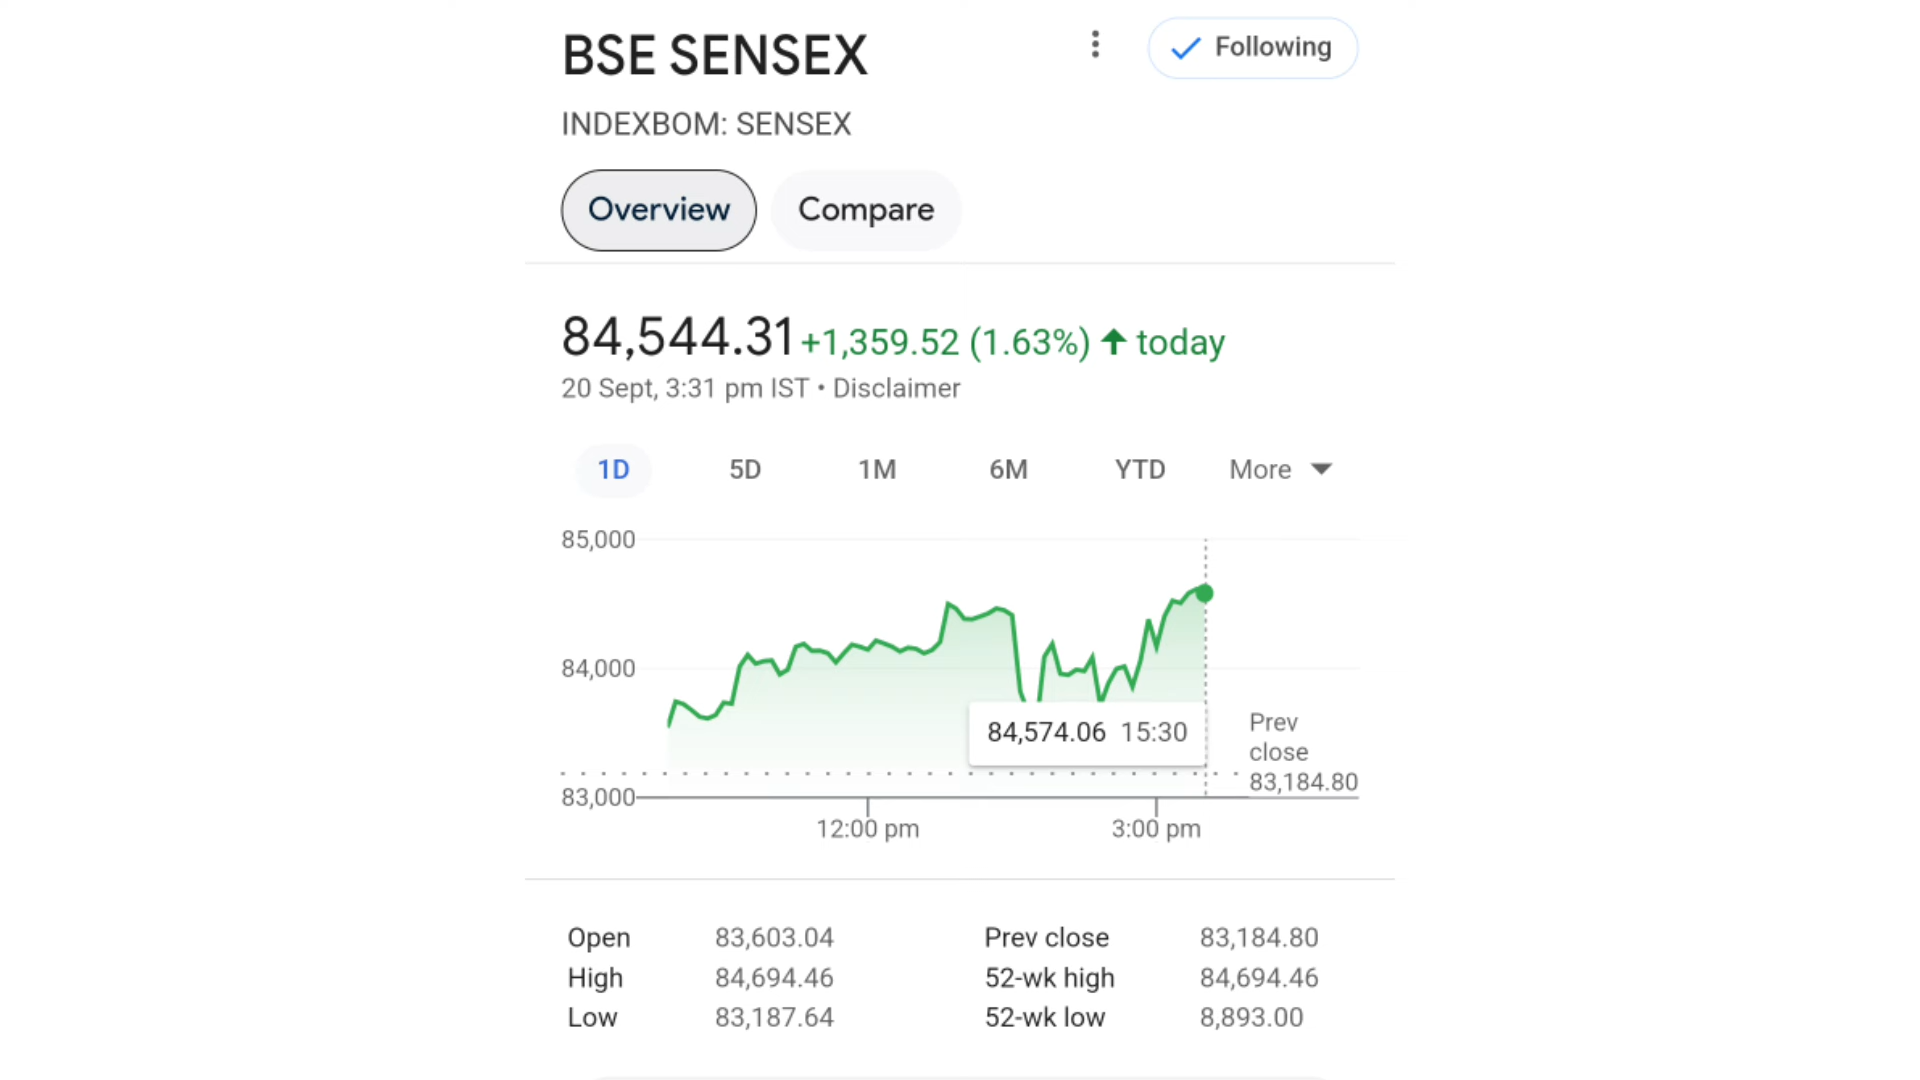 BSE SENSEX
Following
INDEXBOM: SENSEX
Overview Compare
84,544.31 +1,359.52 (1.63%) ↑ today
20 Sept, 3:31 pm IST • Disclaimer
1D 5D 1M 6M YTD More
85,000
84,000
84,574.06 15:30
Prev
close
83,184.80
83,000
12:00 pm 3:00 pm
Open 83,603.04 Prev close 83,184.80
High 84,694.46 52-wk high 84,694.46
Low 83,187.64 52-wk low 8,893.00